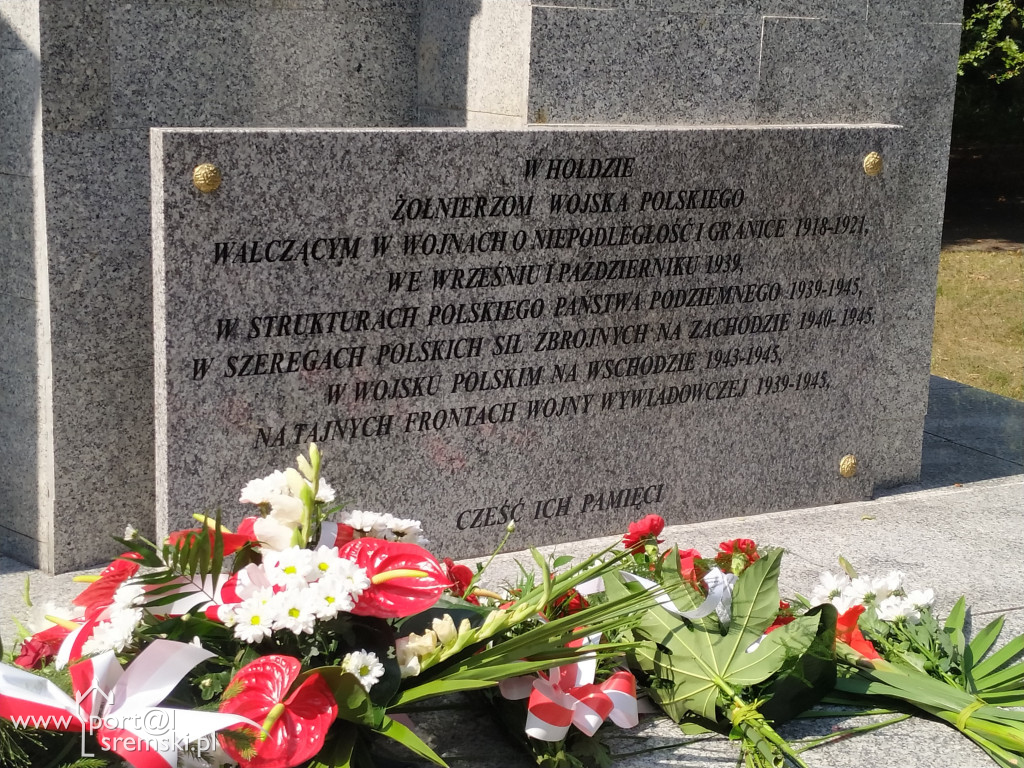 W HOŁDZIE
ŻOŁNIERZOM WOJSKA POLSKIEGO
WALCZĄCYM W WOJNACH O NIEPODLEGŁOŚĆ I GRANICE 1918-1921,
WE WRZEŚNIU I PAŹDZIERNIKU 1939,
W STRUKTURACH POLSKIEGO PAŃSTWA PODZIEMNEGO 1939-1945,
W SZEREGACH POLSKICH SIŁ ZBROJNYCH NA ZACHODZIE 1940-1945,
W WOJSKU POLSKIM NA WSCHODZIE 1943-1945,
NA TAJNYCH FRONTACH WOJNY WYWIADOWCZEJ 1939-1945,
CZEŚĆ ICH PAMIĘCI
www.port@l
sremski.pl